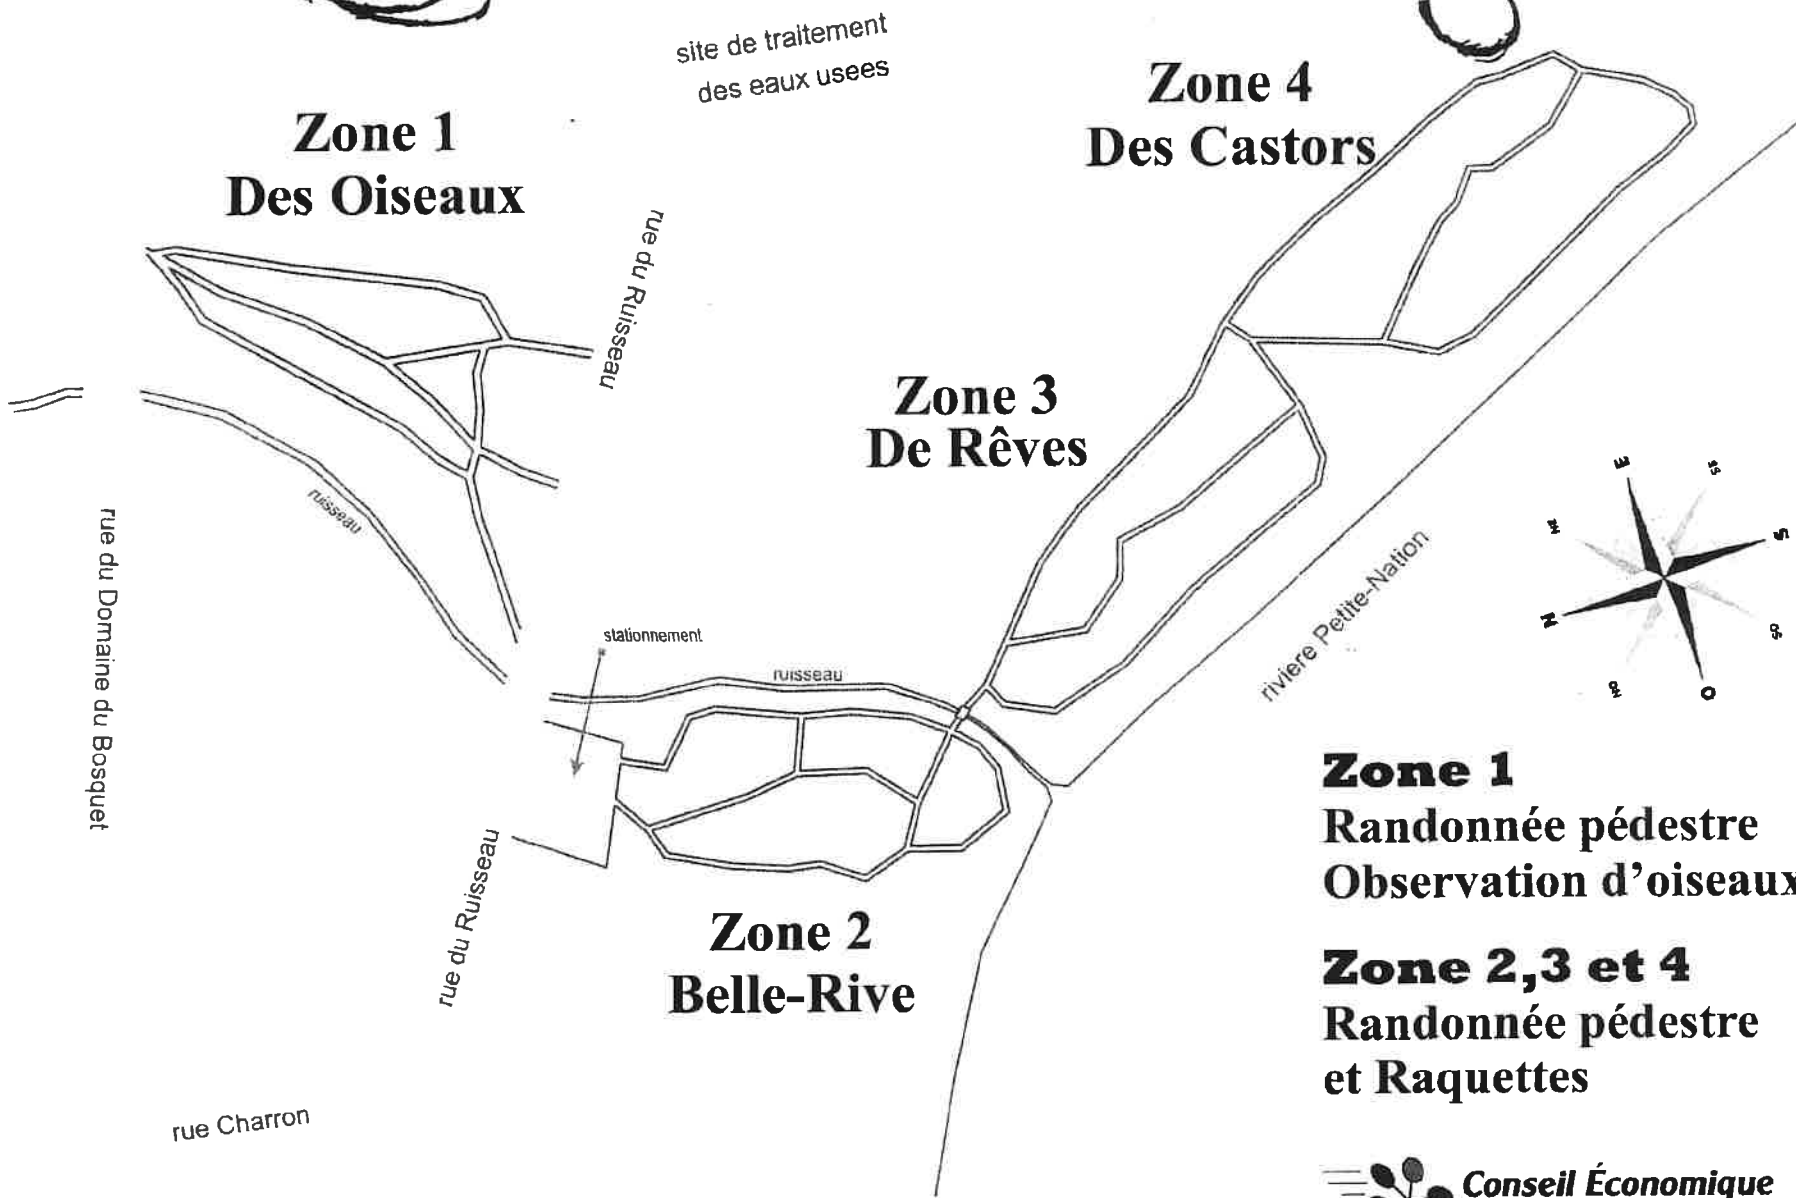 site de traitement
des eaux usees
Zone 1
Des Oiseaux
Zone 4
Des Castors
rue du Ruisseau
Zone 3
De Rêves
ruisseau
rue du Domaine du Bosquet
stationnement
ruisseau
riviere Petite-Nation
E
S
N
O
rue du Ruisseau
Zone 2
Belle-Rive
rue Charron
Zone 1
Randonnée pédestre
Observation d'oiseaux
Zone 2,3 et 4
Randonnée pédestre
et Raquettes
Conseil Économique